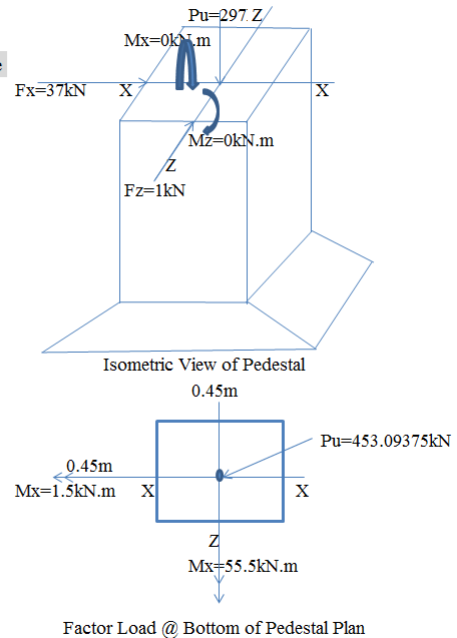 Pu=297. Z
Mx=0kN.m
e
Fx=37kN X X
Mz=0kN.m
Z
Fz=1kN
Isometric View of Pedestal
0.45m
Pu=453.09375kN
0.45m
Mx=1.5kN.m X X
Z
Mx=55.5kN.m
Factor Load @ Bottom of Pedestal Plan